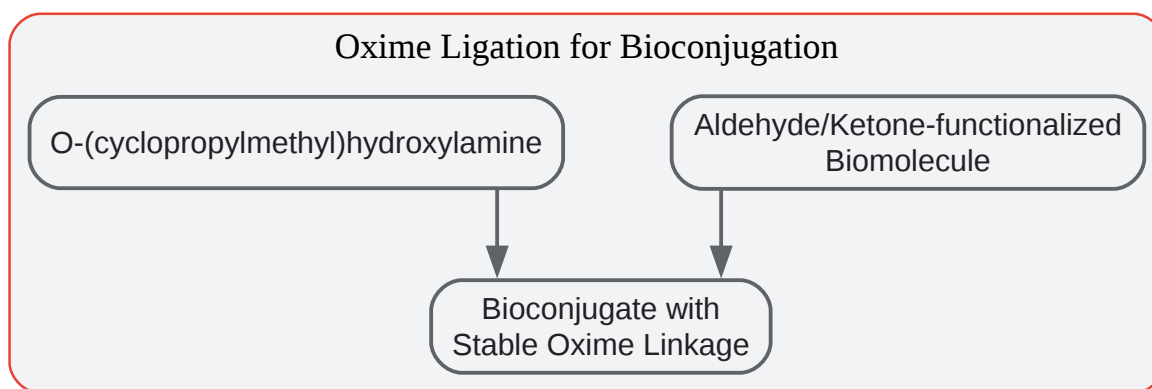 Oxime Ligation for Bioconjugation
O-(cyclopropylmethyl)hydroxylamine
Aldehyde/Ketone-functionalized
Biomolecule
Bioconjugate with
Stable Oxime Linkage